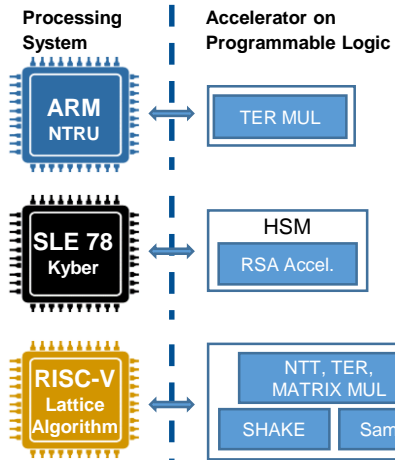 Processing
System
Accelerator on
Programmable Logic
ARM
NTRU
TER MUL
SLE 78
Kyber
HSM
RSA Accel.
RISC-V
Lattice
Algorithm
NTT, TER,
MATRIX MUL
SHAKE
Sam